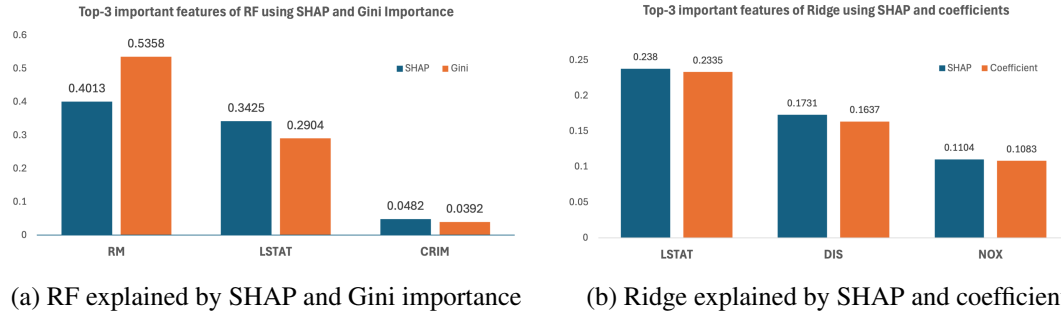 Top-3 important features of RF using SHAP and Gini Importance
0.6
0.5
0.4
0.3
0.2
0.1
0
0.4013
0.5358
0.3425
0.2904
0.0482
0.0392
SHAP
Gini
RM
LSTAT
CRIM
(a) RF explained by SHAP and Gini importance
Top-3 important features of Ridge using SHAP and coefficients
0.25
0.2
0.15
0.1
0.05
0
0.238
0.2335
0.1731
0.1637
0.1104
0.1083
SHAP
Coefficient
LSTAT
DIS
NOX
(b) Ridge explained by SHAP and coefficien